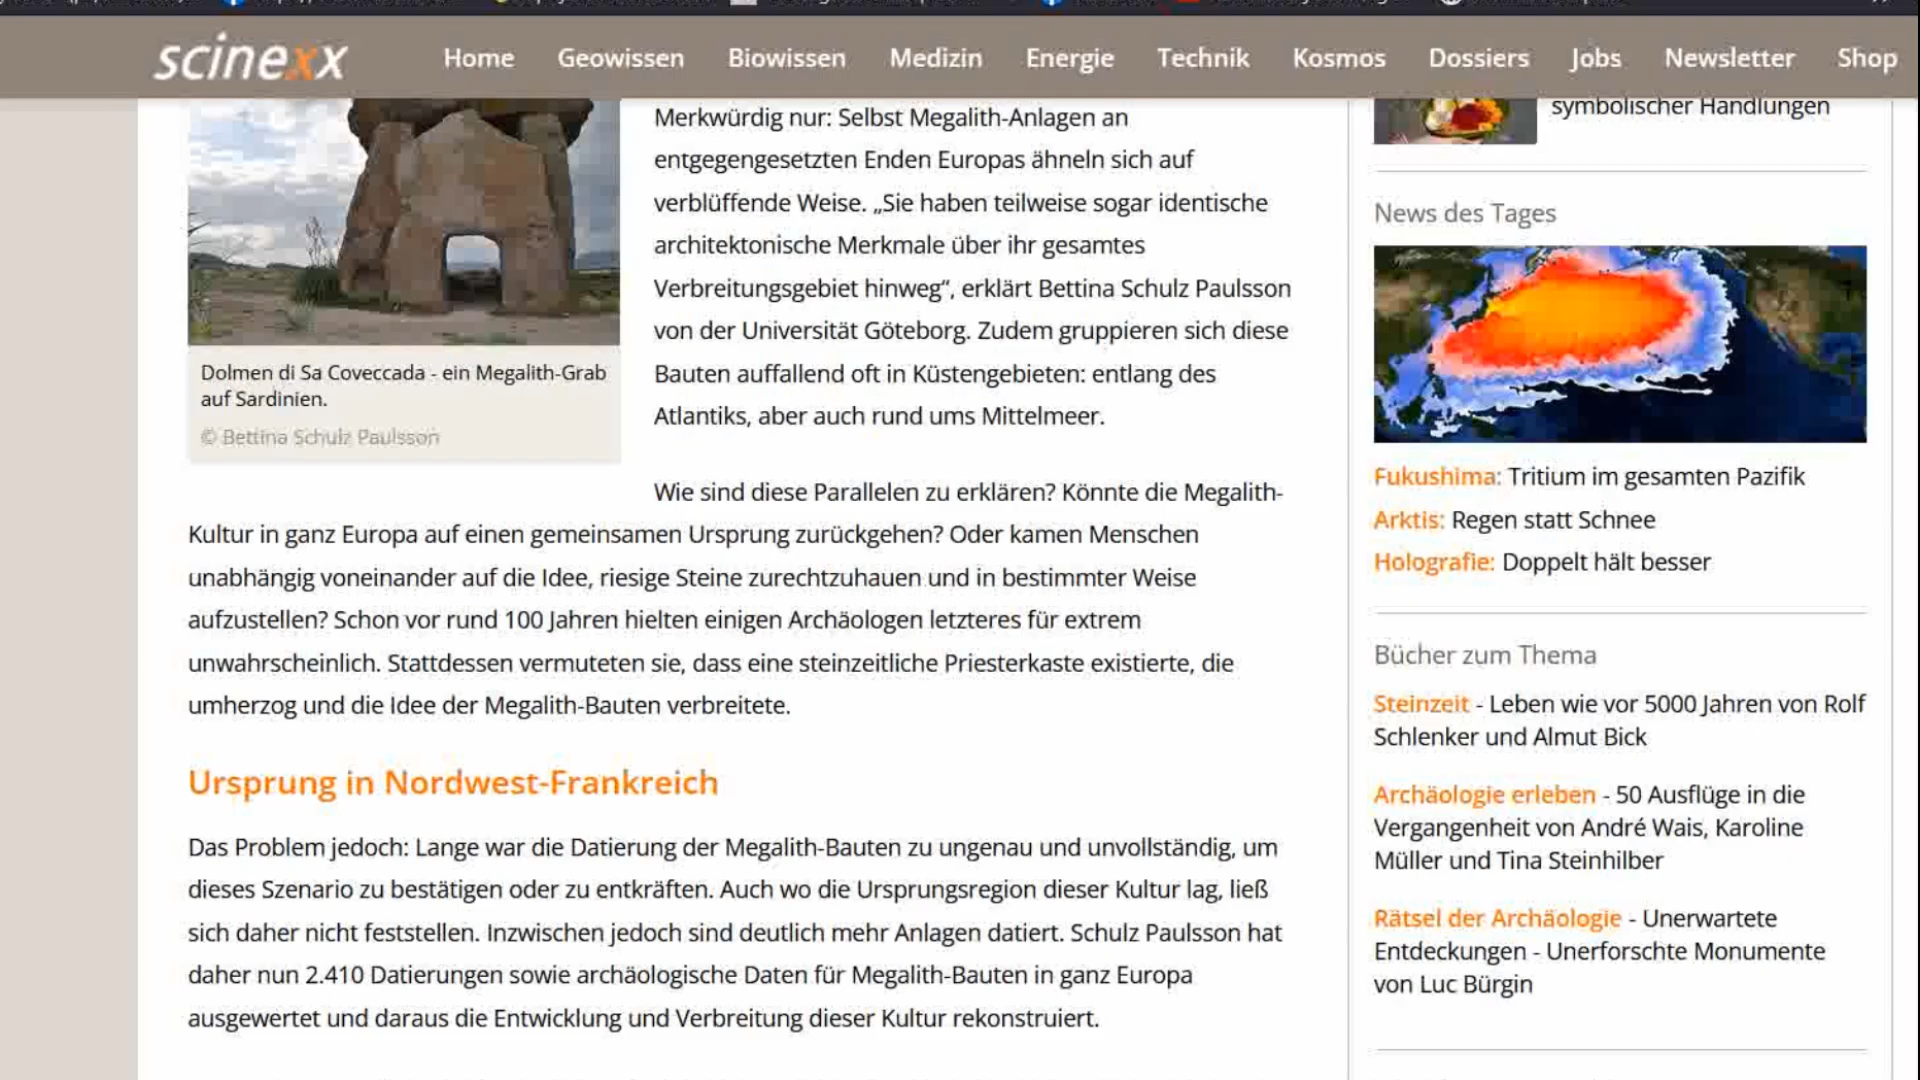 scinexx
Home Geowissen Biowissen Medizin Energie Technik Kosmos Dossiers Jobs Newsletter Shop
Merkwürdig nur: Selbst Megalith-Anlagen an
entgegengesetzten Enden Europas ähneln sich auf
verblüffende Weise. „Sie haben teilweise sogar identische
architektonische Merkmale über ihr gesamtes
Verbreitungsgebiet hinweg“, erklärt Bettina Schulz Paulsson
von der Universität Göteborg. Zudem gruppieren sich diese
Bauten auffallend oft in Küstengebieten: entlang des
Atlantiks, aber auch rund ums Mittelmeer.
Dolmen di Sa Coveccada - ein Megalith-Grab
auf Sardinien.
© Bettina Schulz Paulsson
Wie sind diese Parallelen zu erklären? Könnte die Megalith-
Kultur in ganz Europa auf einen gemeinsamen Ursprung zurückgehen? Oder kamen Menschen
unabhängig voneinander auf die Idee, riesige Steine zurechtzuhauen und in bestimmter Weise
aufzustellen? Schon vor rund 100 Jahren hielten einigen Archäologen letzteres für extrem
unwahrscheinlich. Stattdessen vermuteten sie, dass eine steinzeitliche Priesterkaste existierte, die
umherzog und die Idee der Megalith-Bauten verbreitete.
Ursprung in Nordwest-Frankreich
Das Problem jedoch: Lange war die Datierung der Megalith-Bauten zu ungenau und unvollständig, um
dieses Szenario zu bestätigen oder zu entkräften. Auch wo die Ursprungsregion dieser Kultur lag, ließ
sich daher nicht feststellen. Inzwischen jedoch sind deutlich mehr Anlagen datiert. Schulz Paulsson hat
daher nun 2.410 Datierungen sowie archäologische Daten für Megalith-Bauten in ganz Europa
ausgewertet und daraus die Entwicklung und Verbreitung dieser Kultur rekonstruiert.
symbolischer Handlungen
News des Tages
Fukushima: Tritium im gesamten Pazifik
Arktis: Regen statt Schnee
Holografie: Doppelt hält besser
Bücher zum Thema
Steinzeit - Leben wie vor 5000 Jahren von Rolf
Schlenker und Almut Bick
Archäologie erleben - 50 Ausflüge in die
Vergangenheit von André Wais, Karoline
Müller und Tina Steinhilber
Rätsel der Archäologie - Unerwartete
Entdeckungen - Unerforschte Monumente
von Luc Bürgin